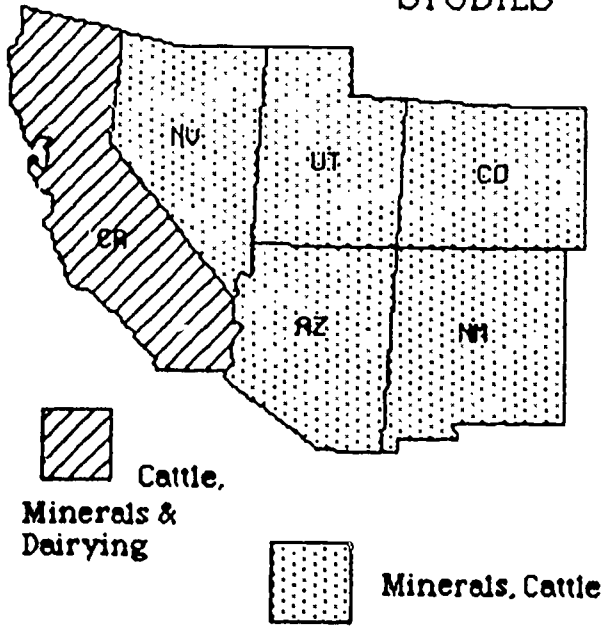 STUDIES
NV
UT
CO
CA
AZ
NM
Cattle,
Minerals &
Dairying
Minerals, Cattle